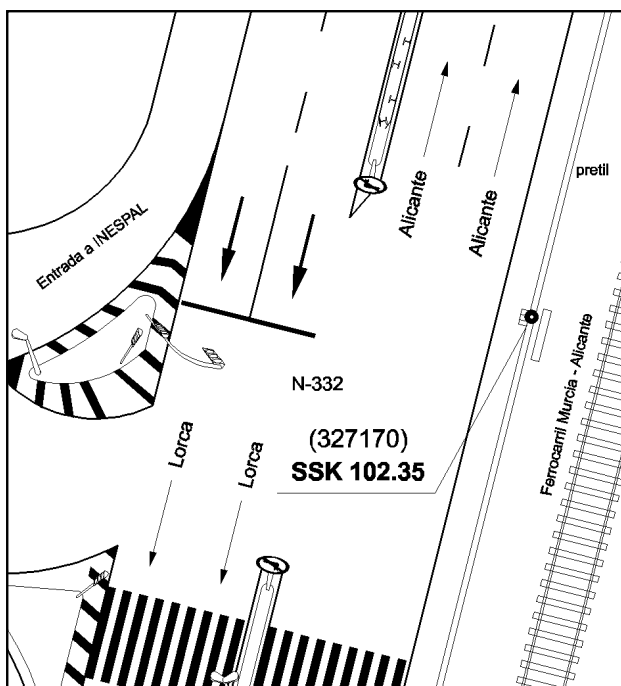 Alicante
Alicante
pretil
Entrada a INESPAL
Ferrocarril Murcia - Alicante
N-332
(327170)
SSK 102.35
Lorca
Lorca